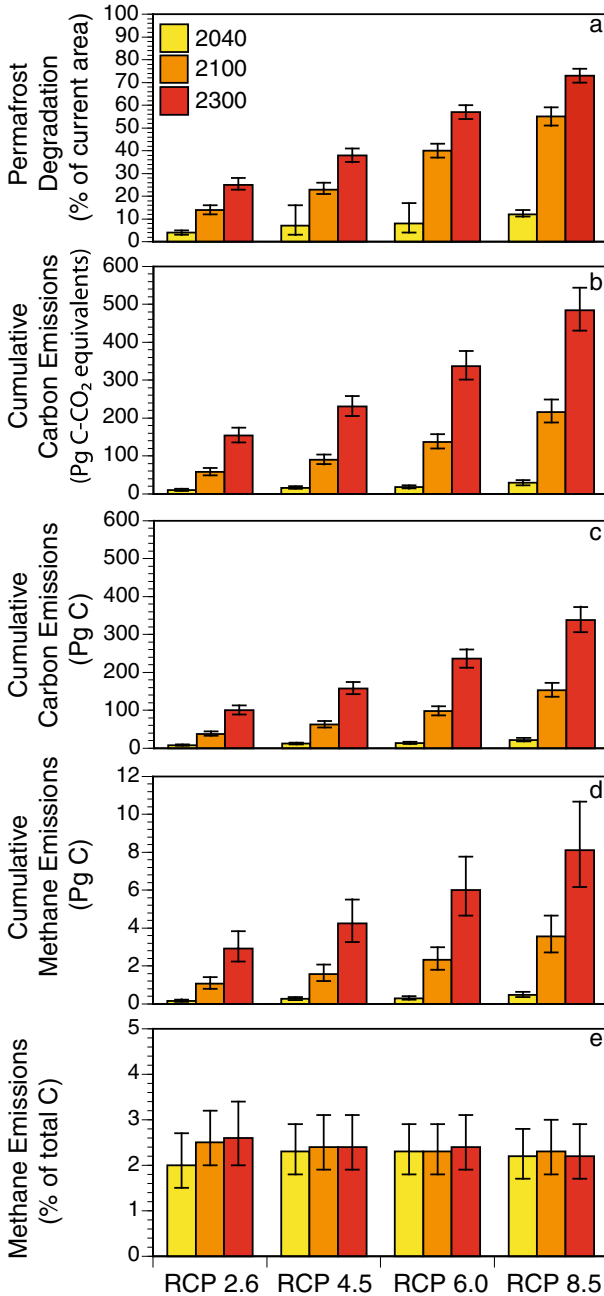 a
2040
2100
2300
Permafrost
Degradation
(% of current area)
100
90
80
70
60
50
40
30
20
10
0
b
Cumulative
Carbon Emissions
(Pg C-CO₂ equivalents)
600
500
400
300
200
100
0
c
Cumulative
Carbon Emissions
(Pg C)
600
500
400
300
200
100
0
d
Cumulative
Methane Emissions
(Pg C)
12
10
8
6
4
2
0
e
Methane Emissions
(% of total C)
5
4
3
2
1
0
RCP 2.6 RCP 4.5 RCP 6.0 RCP 8.5